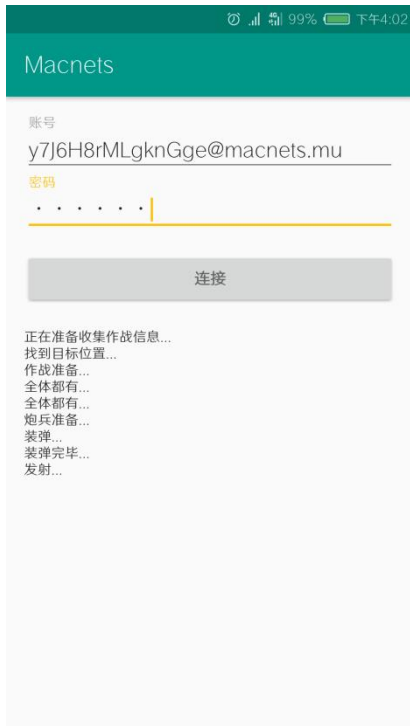 99% 下午4:02
Macnets
账号
y7J6H8rMLgknGge@macnets.mu
密码
······
连接
正在准备收集作战信息...
找到目标位置...
作战准备...
全体都有...
全体都有...
炮兵准备...
装弹...
装弹完毕...
发射...